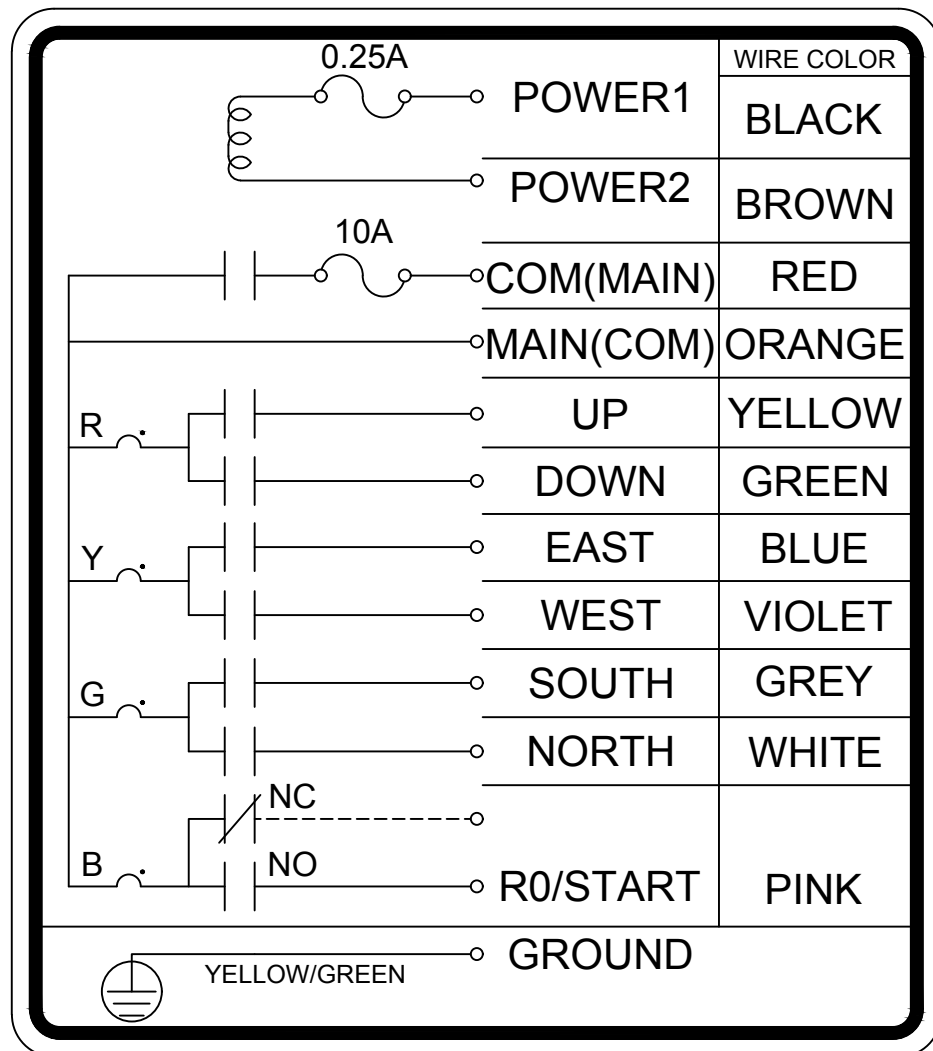 0.25A
WIRE COLOR
POWER1 BLACK
POWER2 BROWN
10A
COM(MAIN) RED
MAIN(COM) ORANGE
R UP YELLOW
DOWN GREEN
Y EAST BLUE
WEST VIOLET
G SOUTH GREY
NORTH WHITE
NC
B NO R0/START PINK
YELLOW/GREEN GROUND